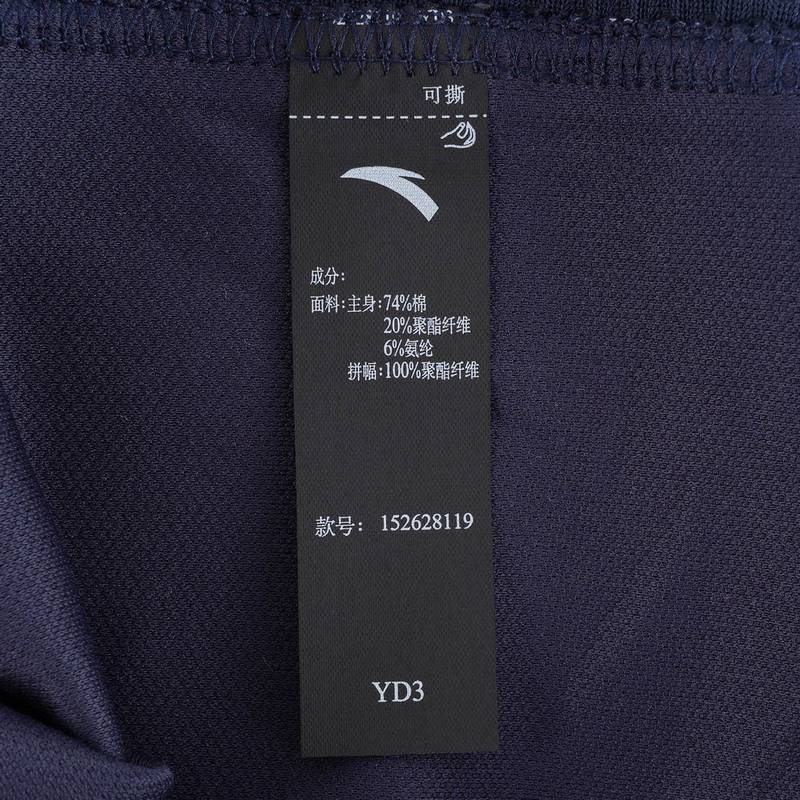 可撕
成分:
面料:主身:74%棉
20%聚酯纤维
6%氨纶
拼幅:100%聚酯纤维
款号: 152628119
YD3